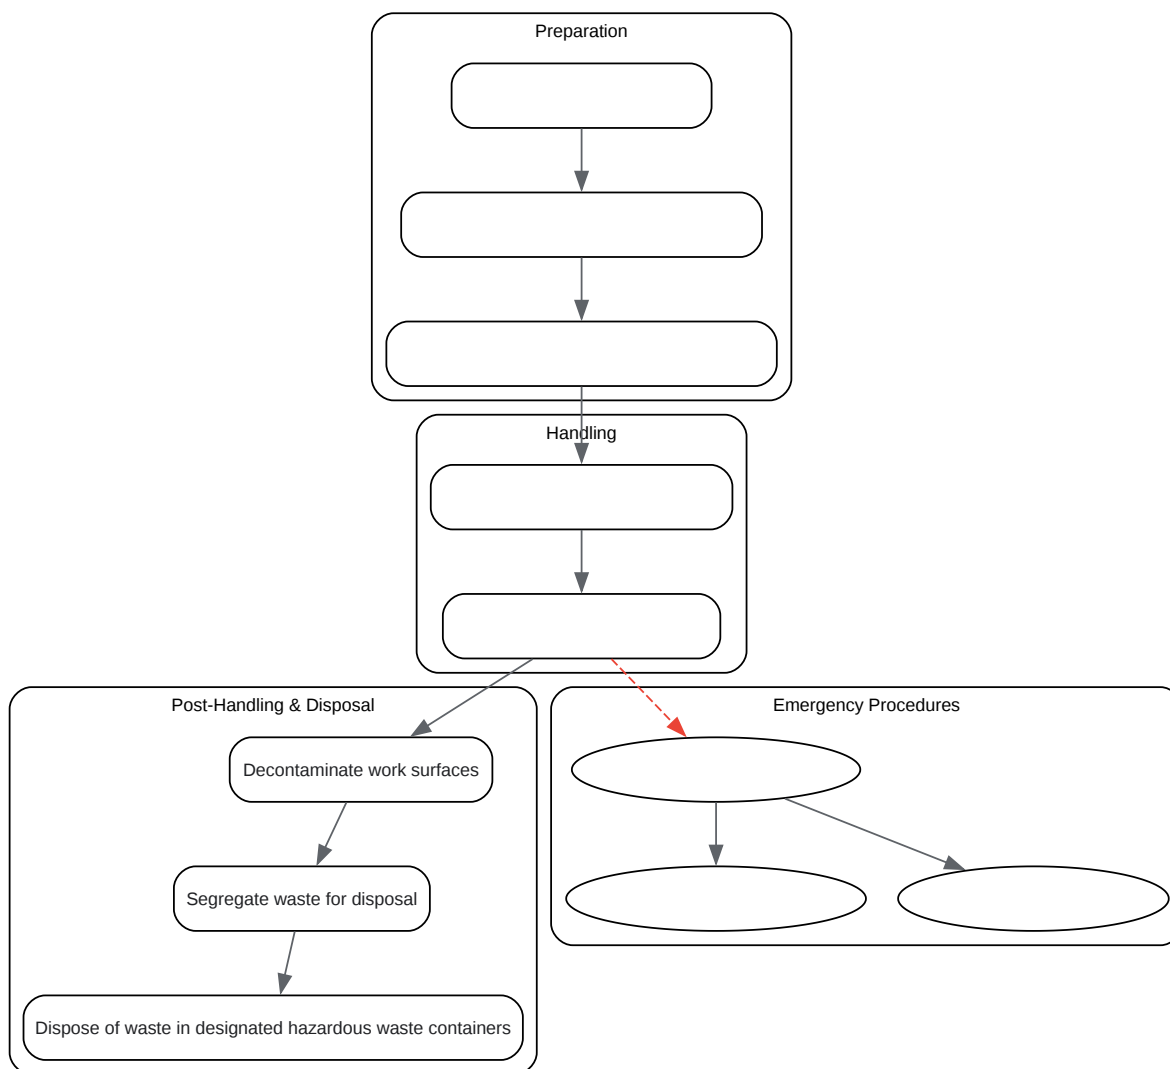 Preparation
Handling
Post-Handling & Disposal
Emergency Procedures
Decontaminate work surfaces
Segregate waste for disposal
Dispose of waste in designated hazardous waste containers